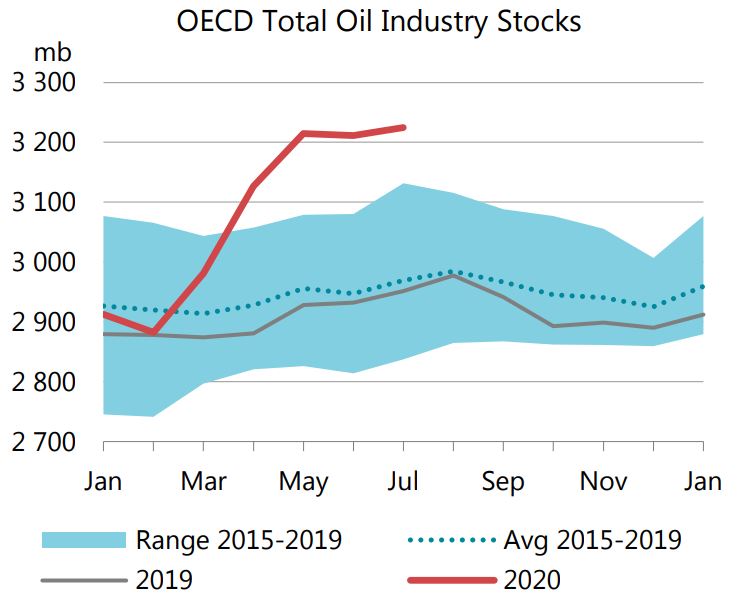 OECD Total Oil Industry Stocks
mb
3 300
3 200
3 100
3 000
2 900
2 800
2 700
Jan Mar May Jul Sep Nov Jan
Range 2015-2019 Avg 2015-2019
2019 2020